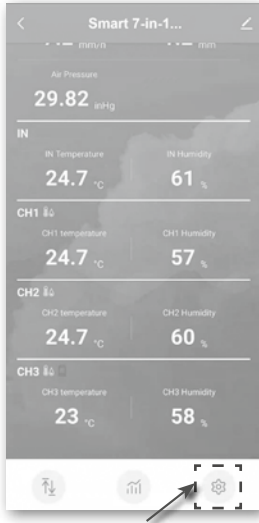 Smart 7-in-1...
mm/h mm
Air Pressure
29.82 inHg
IN
IN Temperature IN Humidity
24.7 °C 61 %
CH1
CH1 temperature CH1 Humidity
24.7 °C 57 %
CH2
CH2 temperature CH2 Humidity
24.7 °C 60 %
CH3
CH3 temperature CH3 Humidity
23 °C 58 %